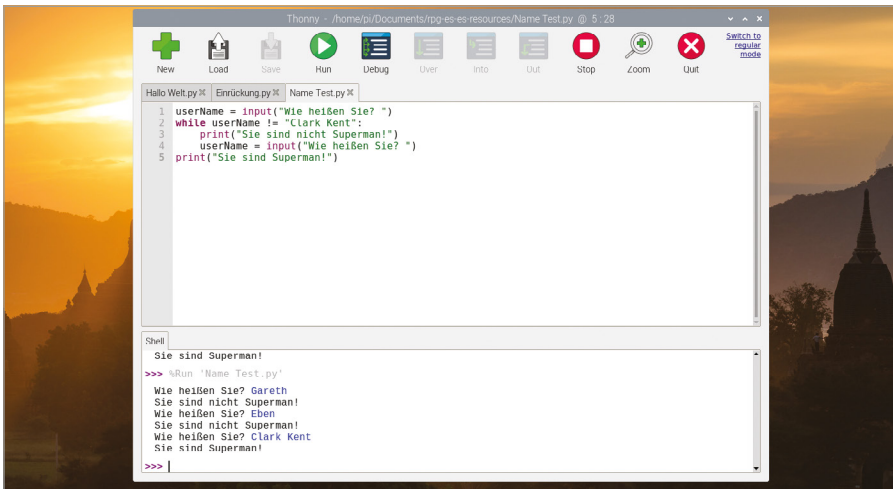 Thonny - /home/pi/Documents/rpg-es-es-resources/Name Test.py @ 5:28
New Load Save Run Debug Over Into Out Stop Zoom Quit
Switch to
regular
mode
Hallo Welt.py Einrückung.py Name Test.py
1 userName = input("Wie heißen Sie? ")
2 while userName != "Clark Kent":
3 print("Sie sind nicht Superman!")
4 userName = input("Wie heißen Sie? ")
5 print("Sie sind Superman!")
Shell
Sie sind Superman!
>>> %Run 'Name Test.py'
Wie heißen Sie? Gareth
Sie sind nicht Superman!
Wie heißen Sie? Eben
Sie sind nicht Superman!
Wie heißen Sie? Clark Kent
Sie sind Superman!
>>>